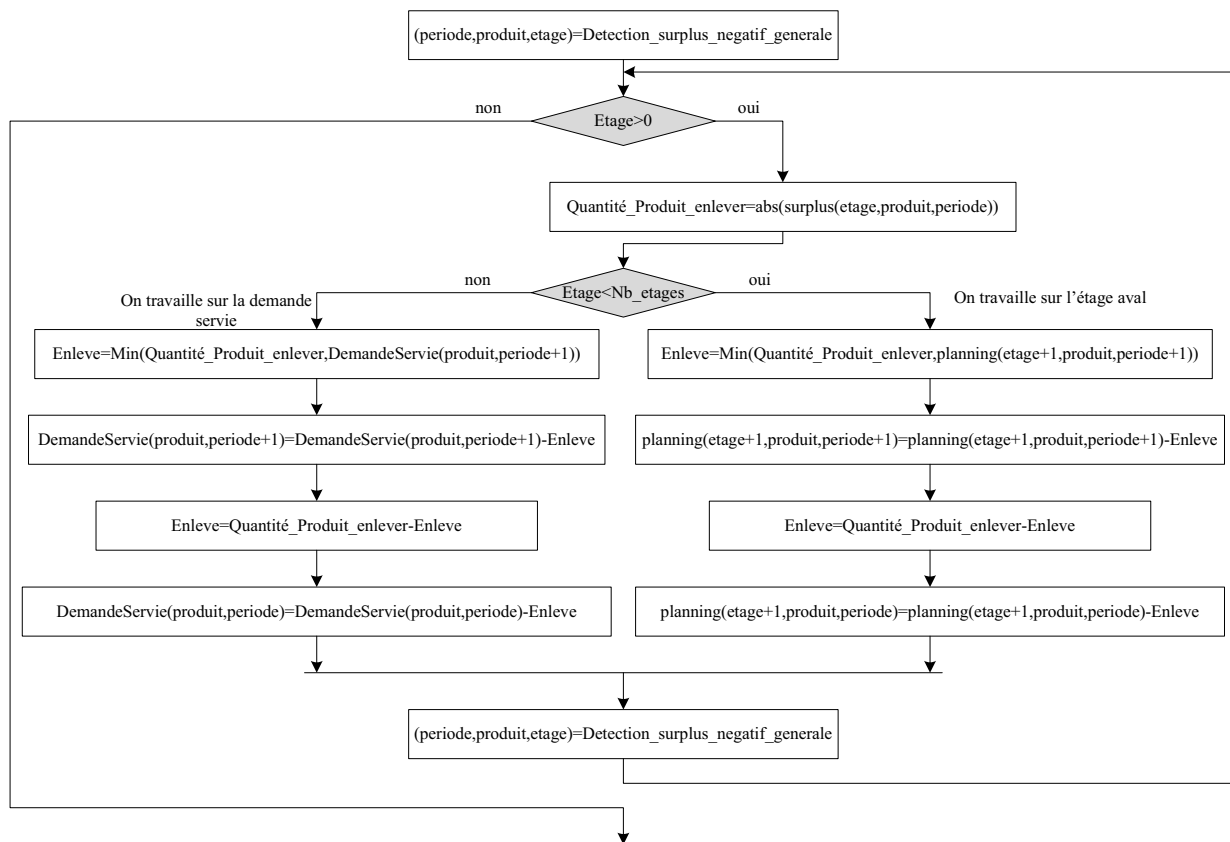 (periode,produit,etage)=Detection_surplus_negatif_generale
non
oui
Etage>0
Quantité_Produit_enlever=abs(surplus(etage,produit,periode))
non
oui
Etage<Nb_etages
On travaille sur la demande
servie
On travaille sur l’étage aval
Enleve=Min(Quantité_Produit_enlever,DemandeServie(produit,periode+1))
Enleve=Min(Quantité_Produit_enlever,planning(etage+1,produit,periode+1))
DemandeServie(produit,periode+1)=DemandeServie(produit,periode+1)-Enleve
planning(etage+1,produit,periode+1)=planning(etage+1,produit,periode+1)-Enleve
Enleve=Quantité_Produit_enlever-Enleve
Enleve=Quantité_Produit_enlever-Enleve
DemandeServie(produit,periode)=DemandeServie(produit,periode)-Enleve
planning(etage+1,produit,periode)=planning(etage+1,produit,periode)-Enleve
(periode,produit,etage)=Detection_surplus_negatif_generale